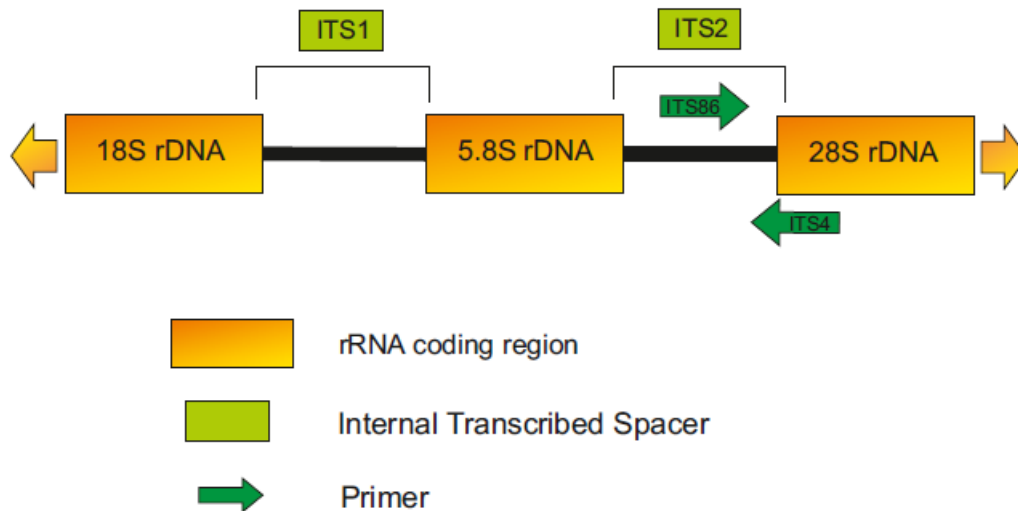 ITS1
ITS2
ITS86
18S rDNA
5.8S rDNA
28S rDNA
ITS4
rRNA coding region
Internal Transcribed Spacer
Primer